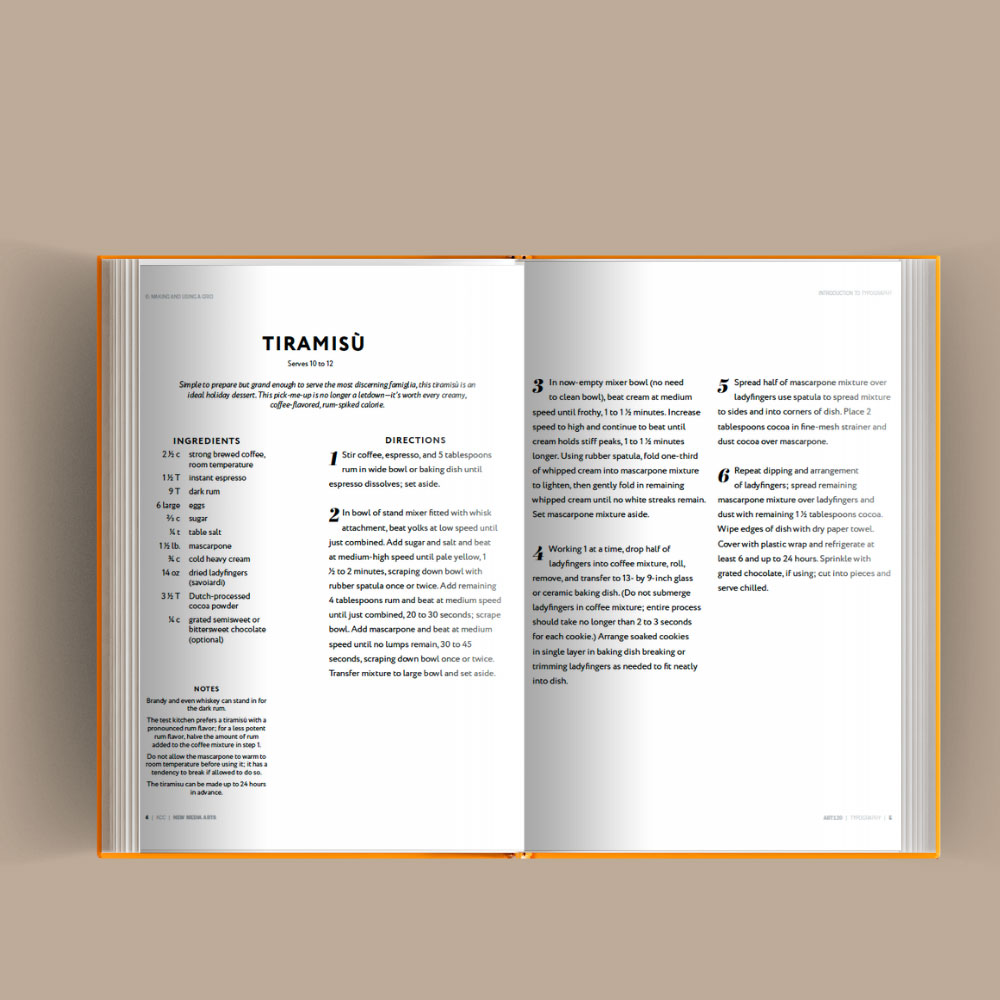 TIRAMISÙ
Serves 10 to 12
Simple to prepare but grand enough to serve the most discerning famiglia, this tiramisù is an
ideal holiday dessert. This pick-me-up is no longer a letdown—it's worth every creamy,
coffee-flavored, rum-spiked calorie.
INGREDIENTS
2 ½ c strong brewed coffee,
room temperature
1 ½ T instant espresso
9 T dark rum
6 large eggs
⅔ c sugar
¼ t table salt
1 ½ lb. mascarpone
¾ c cold heavy cream
14 oz dried ladyfingers
(savoiardi)
3 ½ T Dutch-processed
cocoa powder
¼ c grated semisweet or
bittersweet chocolate
(optional)
NOTES
Brandy and even whiskey can stand in for
the dark rum.
The test kitchen prefers a tiramisù with a
pronounced rum flavor; for a less potent
rum flavor, halve the amount of rum
added to the coffee mixture in step 1.
Do not allow the mascarpone to warm to
room temperature before using it; it has a
tendency to break if allowed to do so.
The tiramisu can be made up to 24 hours
in advance.
4 | KCC | NEW MEDIA ARTS
DIRECTIONS
1 Stir coffee, espresso, and 5 tablespoons
rum in wide bowl or baking dish until
espresso dissolves; set aside.
2 In bowl of stand mixer fitted with whisk
attachment, beat yolks at low speed until
just combined. Add sugar and salt and beat
at medium-high speed until pale yellow, 1
½ to 2 minutes, scraping down bowl with
rubber spatula once or twice. Add remaining
4 tablespoons rum and beat at medium speed
until just combined, 20 to 30 seconds; scrape
bowl. Add mascarpone and beat at medium
speed until no lumps remain, 30 to 45
seconds, scraping down bowl once or twice.
Transfer mixture to large bowl and set aside.
INTRODUCTION TO TYPOGRAPHY
3 In now-empty mixer bowl (no need
to clean bowl), beat cream at medium
speed until frothy, 1 to 1 ½ minutes. Increase
speed to high and continue to beat until
cream holds stiff peaks, 1 to 1 ½ minutes
longer. Using rubber spatula, fold one-third
of whipped cream into mascarpone mixture
to lighten, then gently fold in remaining
whipped cream until no white streaks remain.
Set mascarpone mixture aside.
4 Working 1 at a time, drop half of
ladyfingers into coffee mixture, roll,
remove, and transfer to 13- by 9-inch glass
or ceramic baking dish. (Do not submerge
ladyfingers in coffee mixture; entire process
should take no longer than 2 to 3 seconds
for each cookie.) Arrange soaked cookies
in single layer in baking dish breaking or
trimming ladyfingers as needed to fit neatly
into dish.
5 Spread half of mascarpone mixture over
ladyfingers use spatula to spread mixture
to sides and into corners of dish. Place 2
tablespoons cocoa in fine-mesh strainer and
dust cocoa over mascarpone.
6 Repeat dipping and arrangement
of ladyfingers; spread remaining
mascarpone mixture over ladyfingers and
dust with remaining 1 ½ tablespoons cocoa.
Wipe edges of dish with dry paper towel.
Cover with plastic wrap and refrigerate at
least 6 and up to 24 hours. Sprinkle with
grated chocolate, if using; cut into pieces and
serve chilled.
TYPOGRAPHY | 5